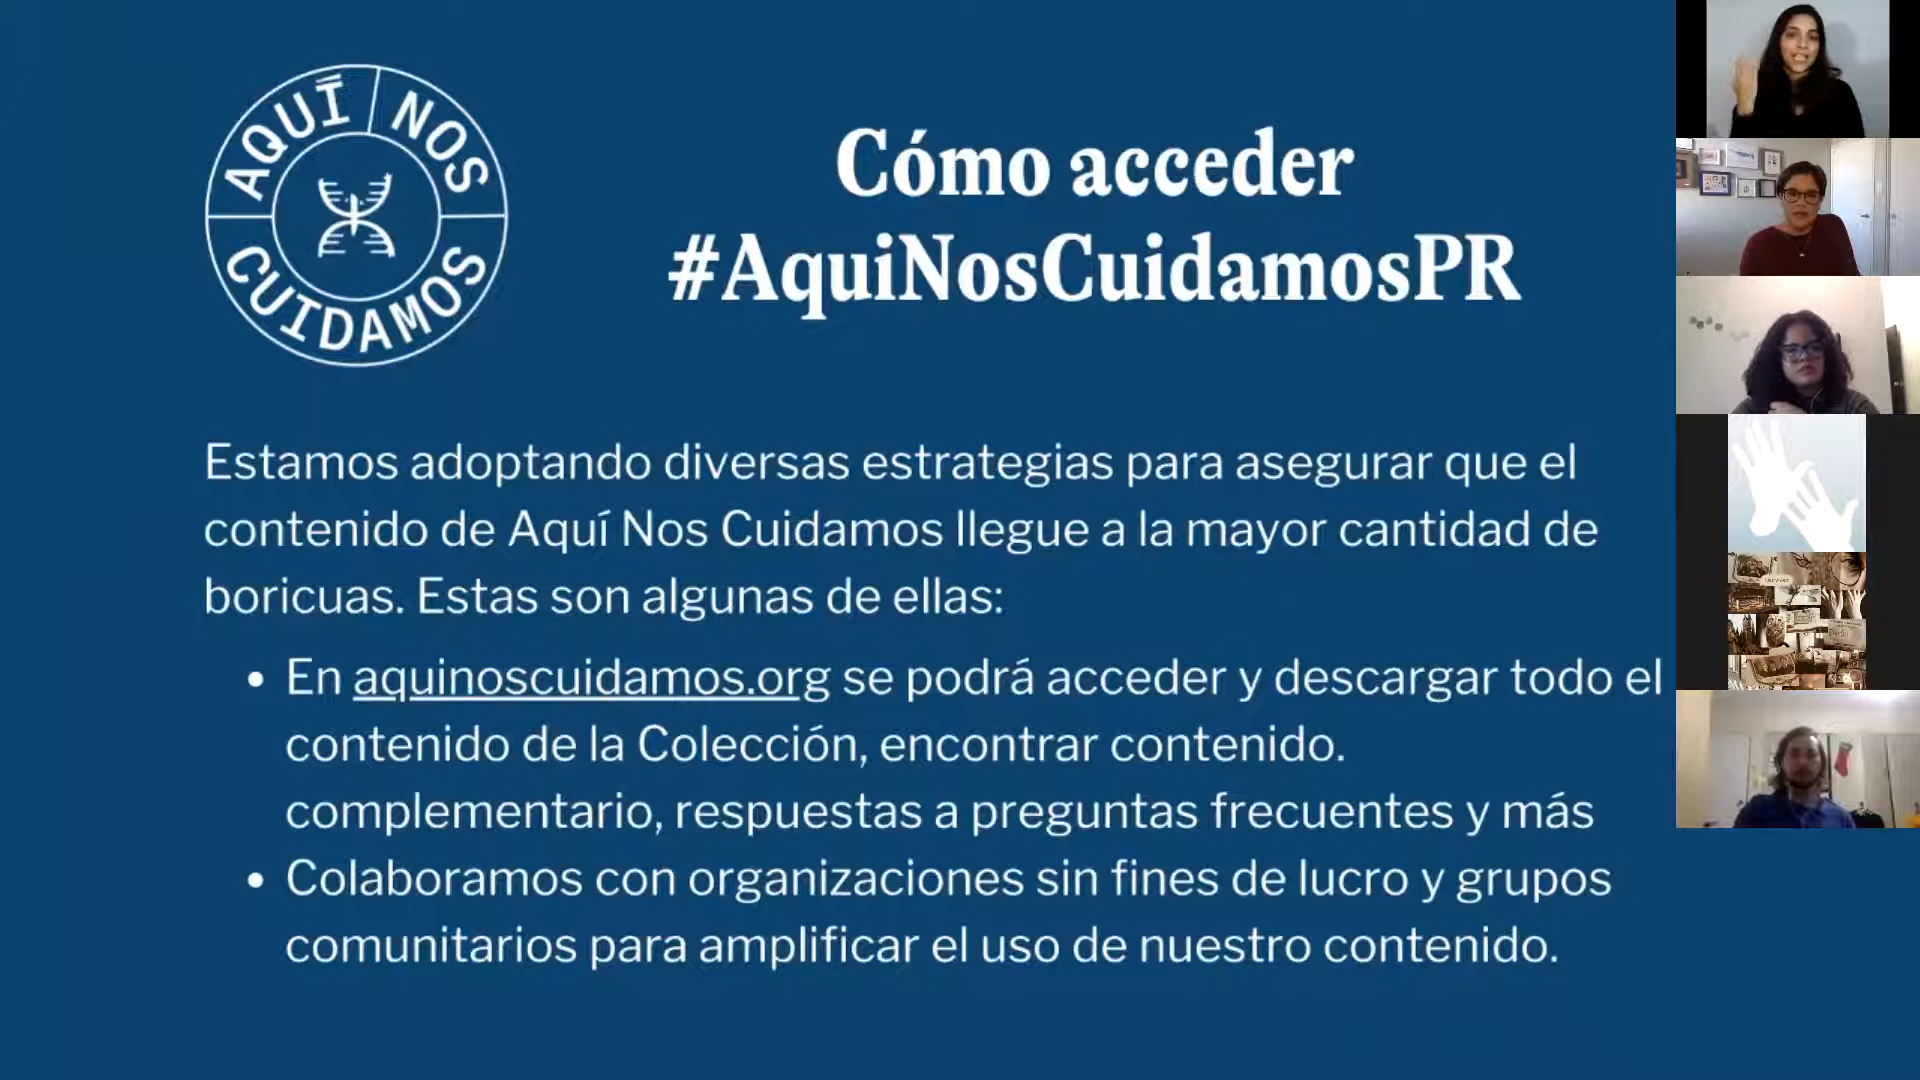 AQUÍ NOS
CUIDAMOS
Cómo acceder
#AquiNosCuidamosPR
Estamos adoptando diversas estrategias para asegurar que el
contenido de Aquí Nos Cuidamos llegue a la mayor cantidad de
boricuas. Estas son algunas de ellas:
• En aquinoscuidamos.org se podrá acceder y descargar todo el
contenido de la Colección, encontrar contenido.
complementario, respuestas a preguntas frecuentes y más
• Colaboramos con organizaciones sin fines de lucro y grupos
comunitarios para amplificar el uso de nuestro contenido.